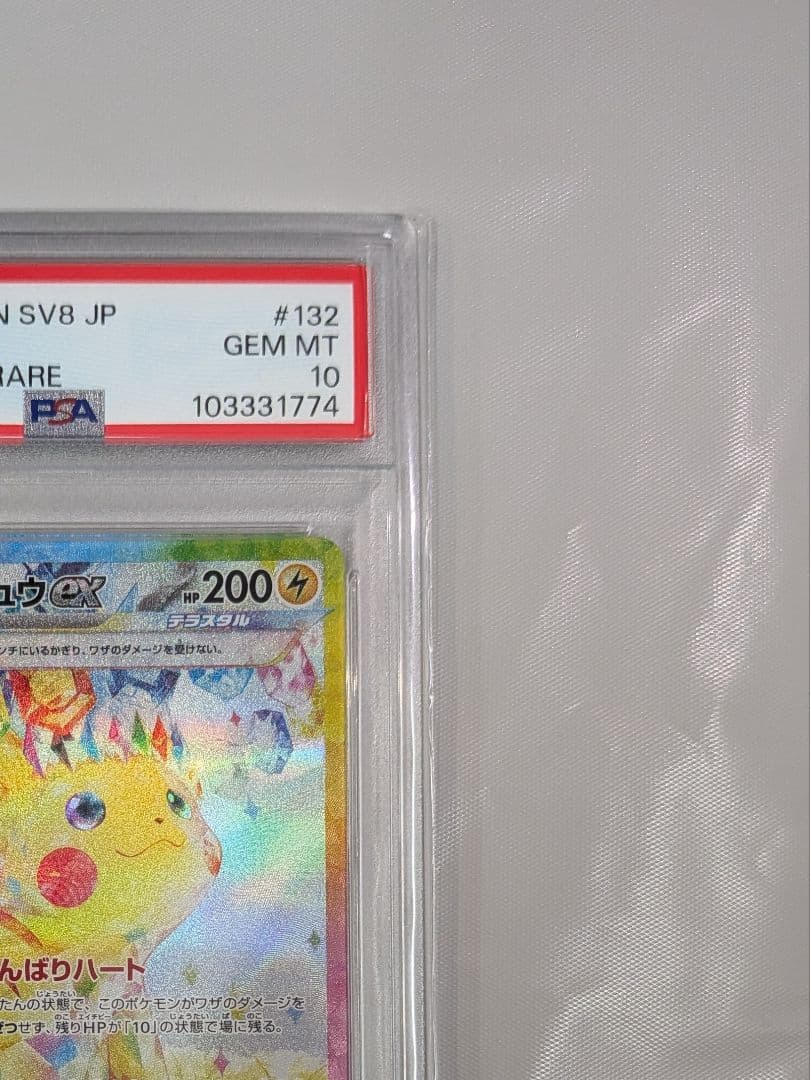 N SV8 JP #132
GEM MT
RARE 10
PSA 103331774
ュウex HP200
テラスタル
ンチにいるかぎり、ワザのダメージを受けない。
んばりハート
たんの状態で、このポケモンがワザのダメージを
ぜつせず、残りHPが「10」の状態で場に残る。